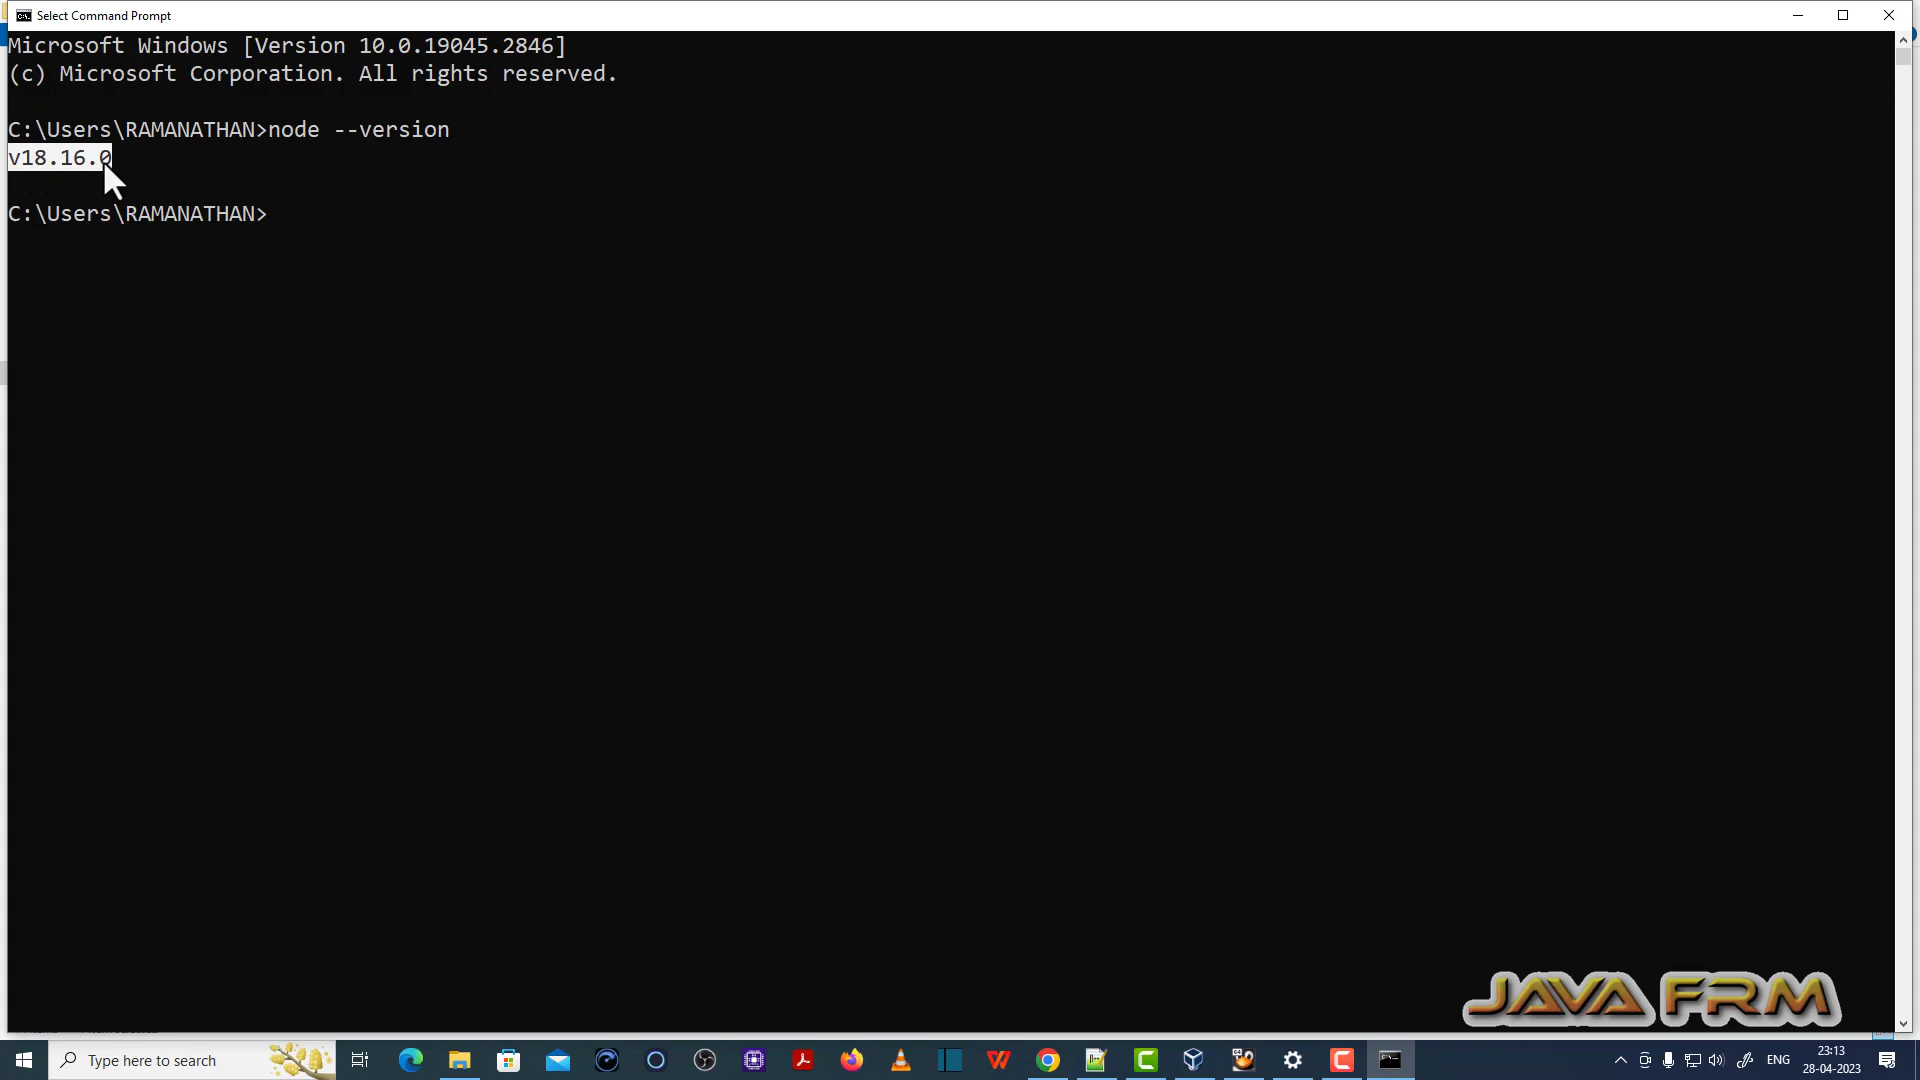 Select Command Prompt
Microsoft Windows [Version 10.0.19045.2846]
(c) Microsoft Corporation. All rights reserved.
C:\Users\RAMANATHAN>node --version
v18.16.0
C:\Users\RAMANATHAN>
JAVA FRM
Type here to search
ENG
23:13
28-04-2023